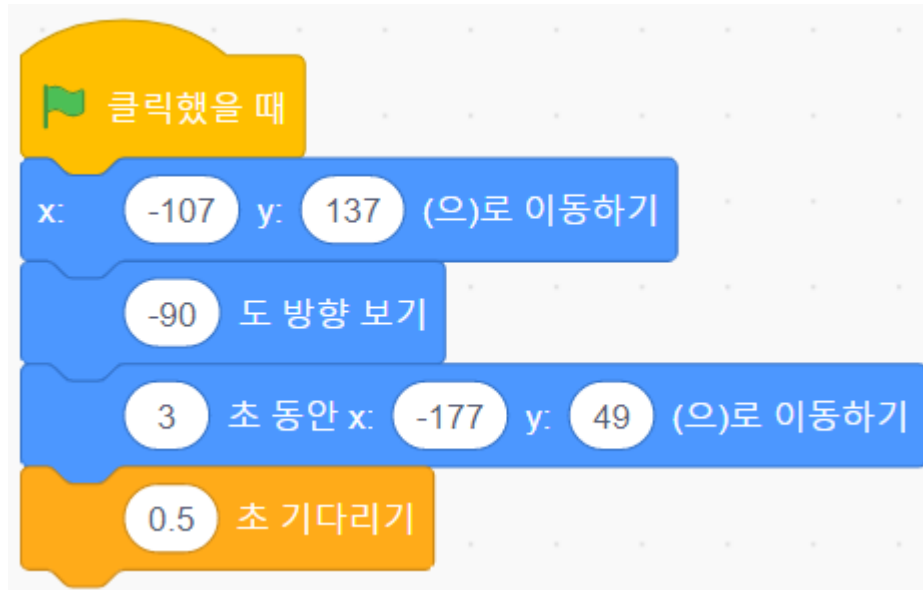 클릭했을 때
x: -107 y: 137 (으)로 이동하기
-90 도 방향 보기
3 초 동안 x: -177 y: 49 (으)로 이동하기
0.5 초 기다리기